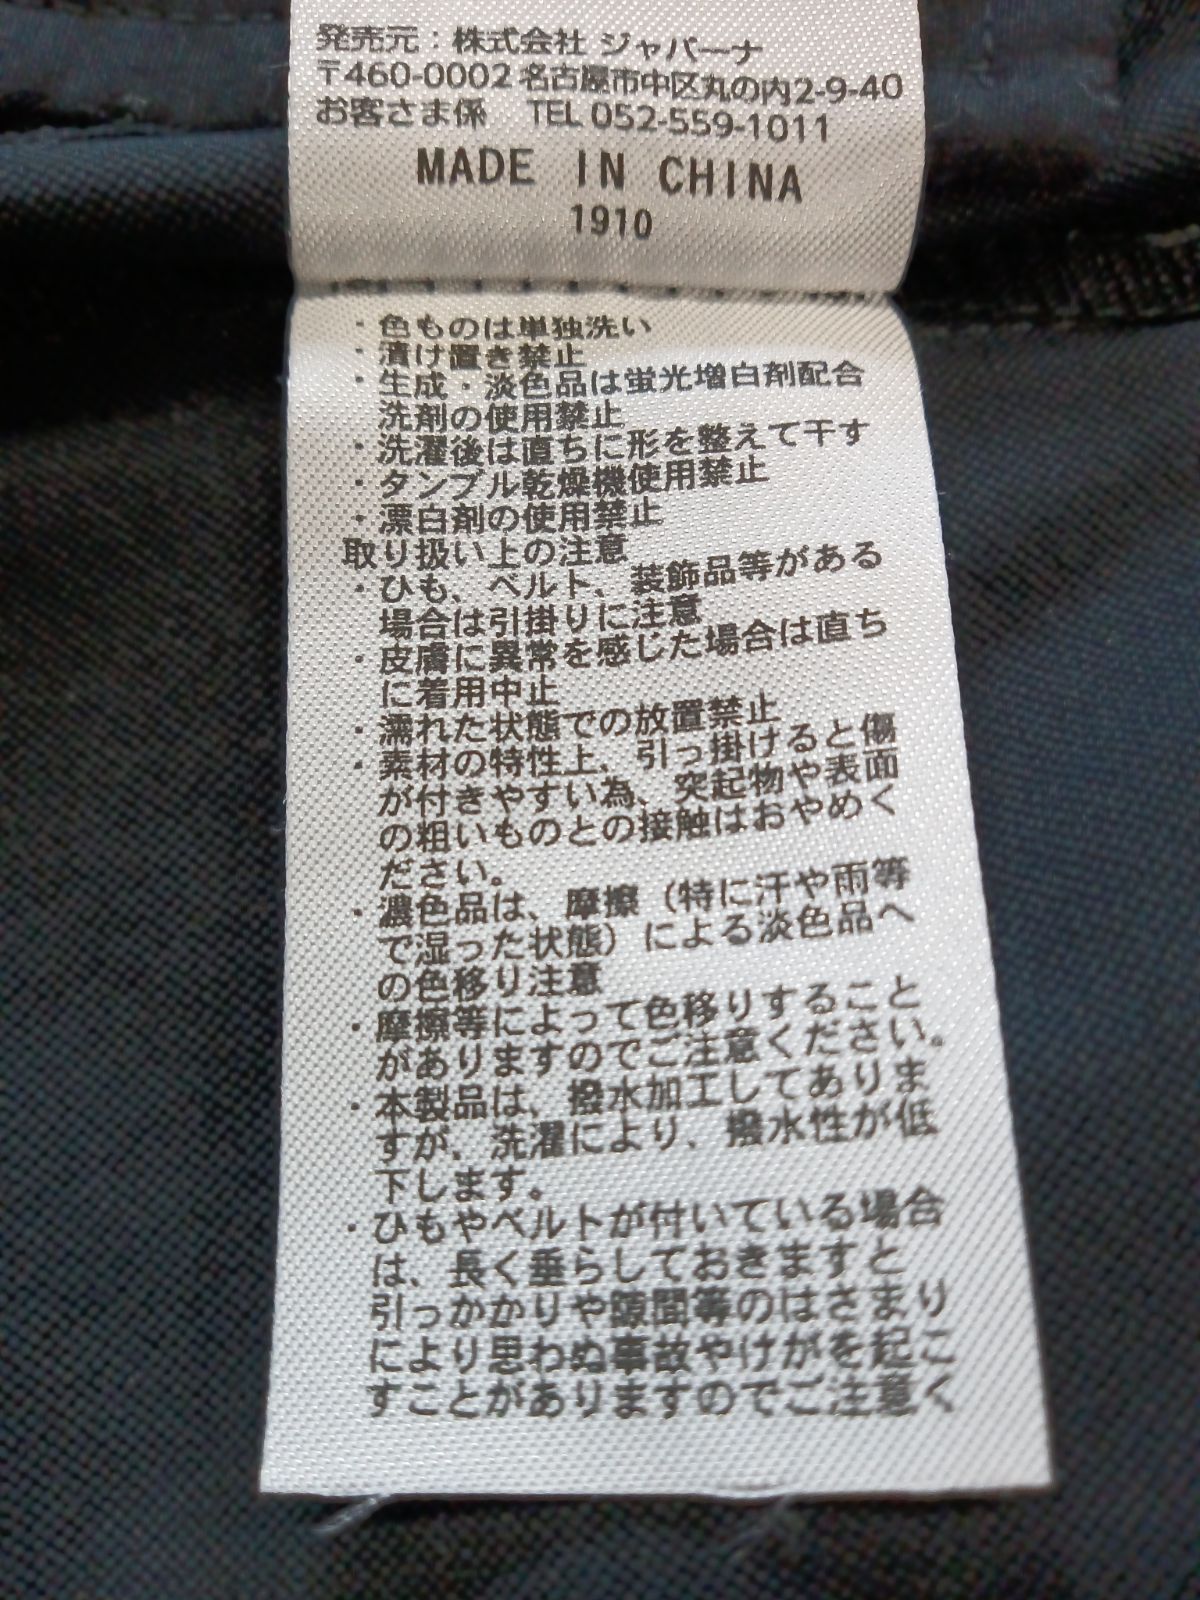 発売元：株式会社 ジャパーナ
〒460-0002 名古屋市中区丸の内2-9-40
お客さま係 TEL 052-559-1011
MADE IN CHINA
1910
・色ものは単独洗い
・漬け置き禁止
・生成・淡色品は蛍光増白剤配合
洗剤の使用禁止
・洗濯後は直ちに形を整えて干す
・タンブル乾燥機使用禁止
・漂白剤の使用禁止
取り扱い上の注意
・ひも、ベルト、装飾品等がある
場合は引掛りに注意
・皮膚に異常を感じた場合は直ち
に着用中止
・濡れた状態での放置禁止
・素材の特性上、引っ掛けると傷
が付きやすい為、突起物や表面
の粗いものとの接触はおやめく
ださい。
・濃色品は、摩擦（特に汗や雨等
で湿った状態）による淡色品へ
の色移り注意
・摩擦等によって色移りすること
がありますのでご注意ください。
・本製品は、撥水加工してありま
すが、洗濯により、撥水性が低
下します。
・ひもやベルトが付いている場合
は、長く垂らしておきますと
引っかかりや隙間等のはさまり
により思わぬ事故やけがを起こ
すことがありますのでご注意く